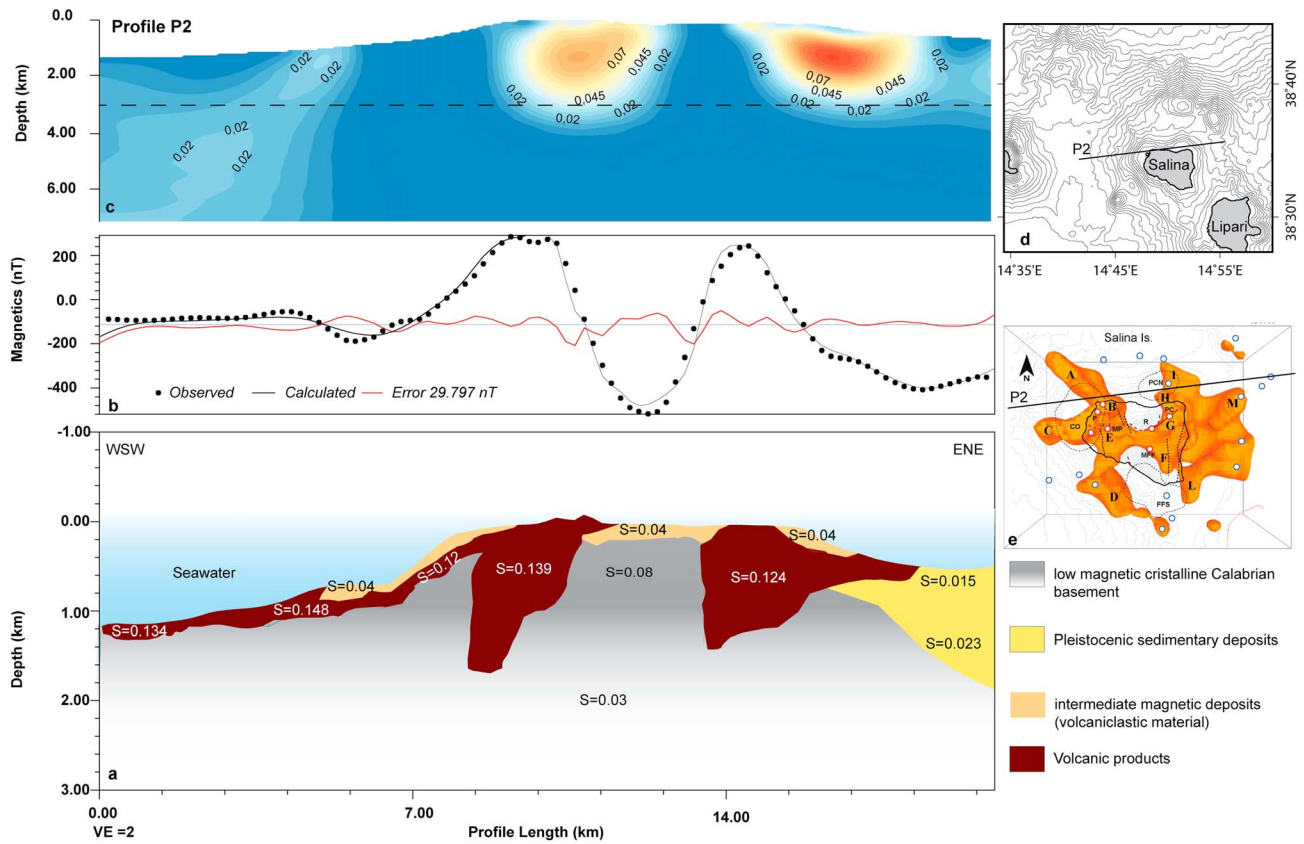 Profile P2
0.0
2.00
4.00
6.00
Depth (km)
0.02
0.02
0,02
0,02
0,02
0,02
0.07
0.045
0.02
0.045
0,02
0.02
0.02
0.07
0.045
0.02
0.045
0.02
0.02
c
P2
Salina
Lipari
d
38°40'E
38°30'E
14°35'E
14°45'E
14°55'E
200
0.0
-200
-400
Magnetics (nT)
Observed
Calculated
Error 29.797 nT
b
Salina Is.
N
P2
A
PCN
I
H
M
B
P
PC
C
CO
MP
R
G
E
MFF
F
D
L
FFS
e
-1.00
0.00
1.00
2.00
3.00
Depth (km)
WSW
ENE
Seawater
S=0.04
S=0.04
S=0.04
S=0.12
S=0.139
S=0.08
S=0.124
S=0.015
S=0.148
S=0.134
S=0.023
S=0.03
a
0.00
7.00
14.00
VE =2
Profile Length (km)
low magnetic cristalline Calabrian
basement
Pleistocenic sedimentary deposits
intermediate magnetic deposits
(volcaniclastic material)
Volcanic products